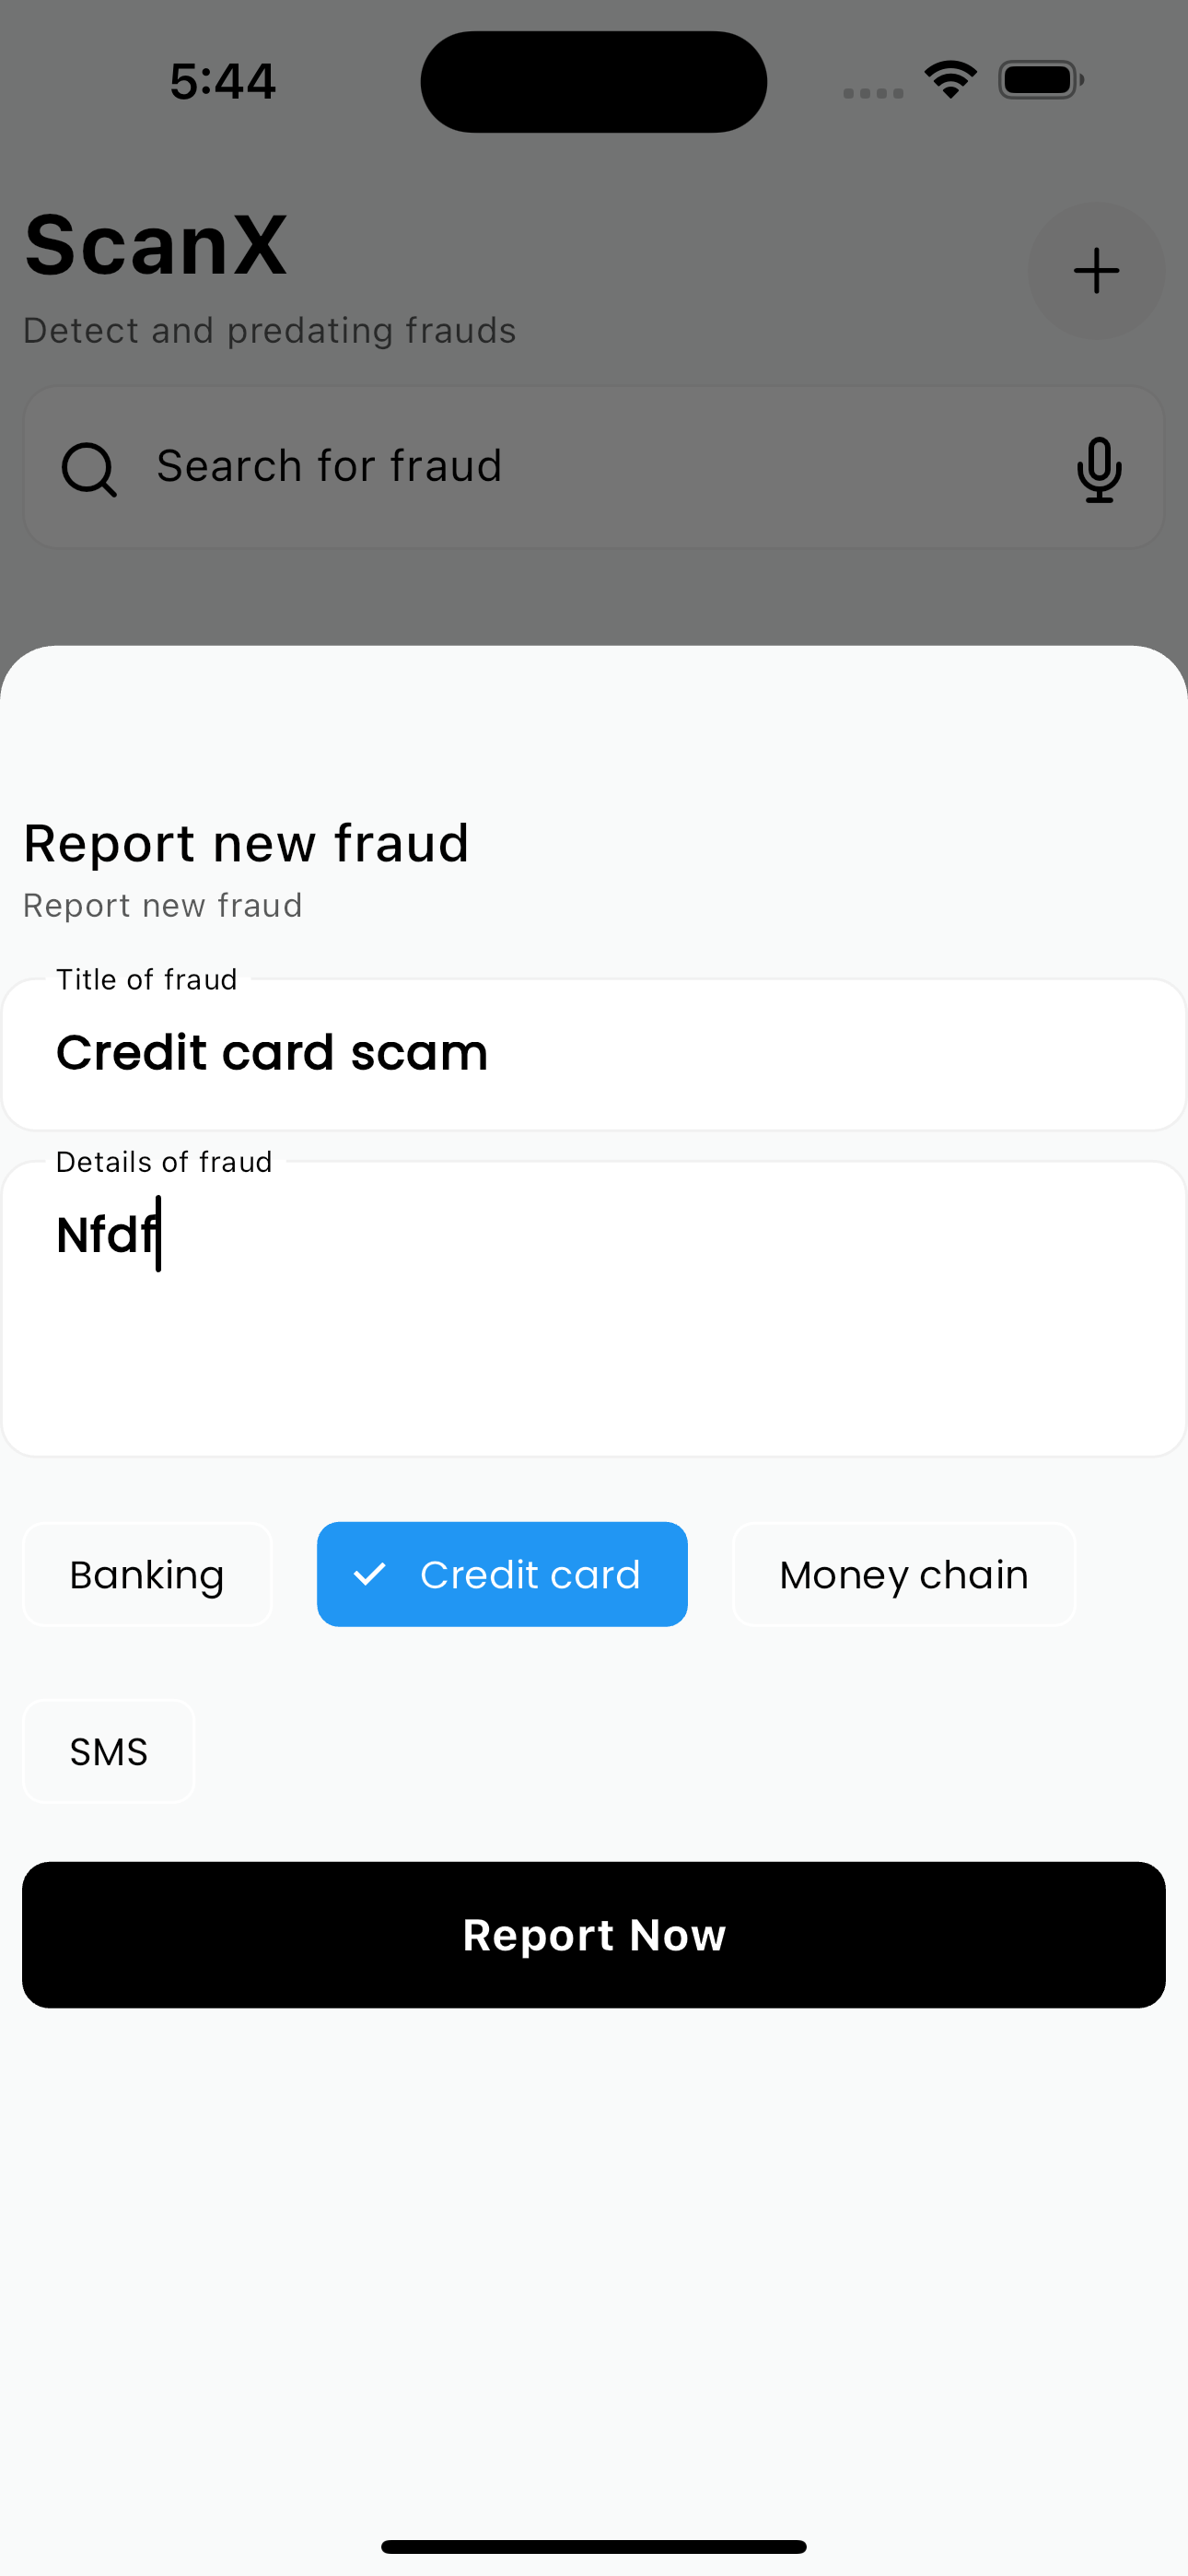 5:44
ScanX
Detect and predating frauds
Search for fraud
Report new fraud
Report new fraud
Title of fraud
Credit card scam
Details of fraud
Nfdf
Banking
Credit card
Money chain
SMS
Report Now